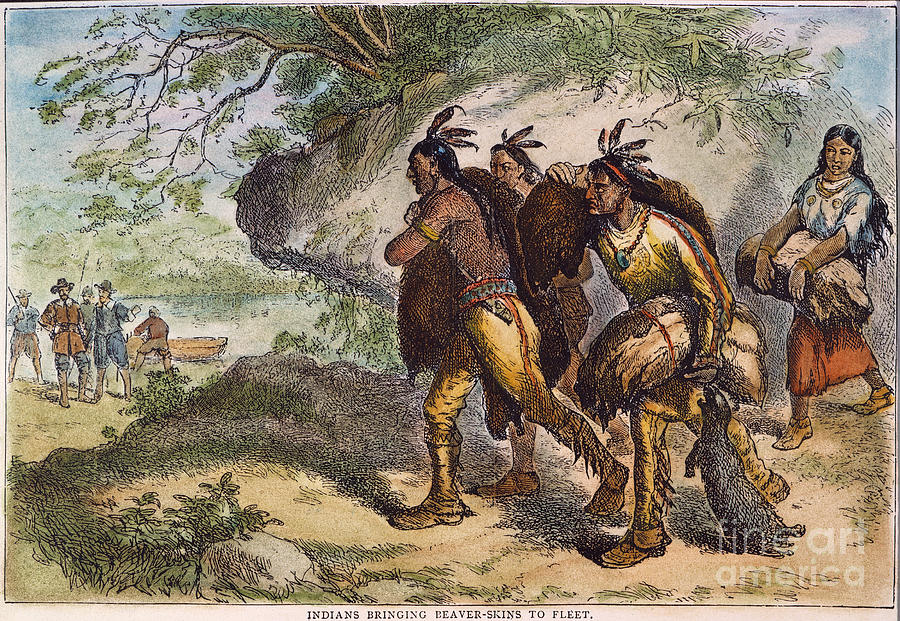 fine art
america
INDIANS BRINGING BEAVER-SKINS TO FLEET.